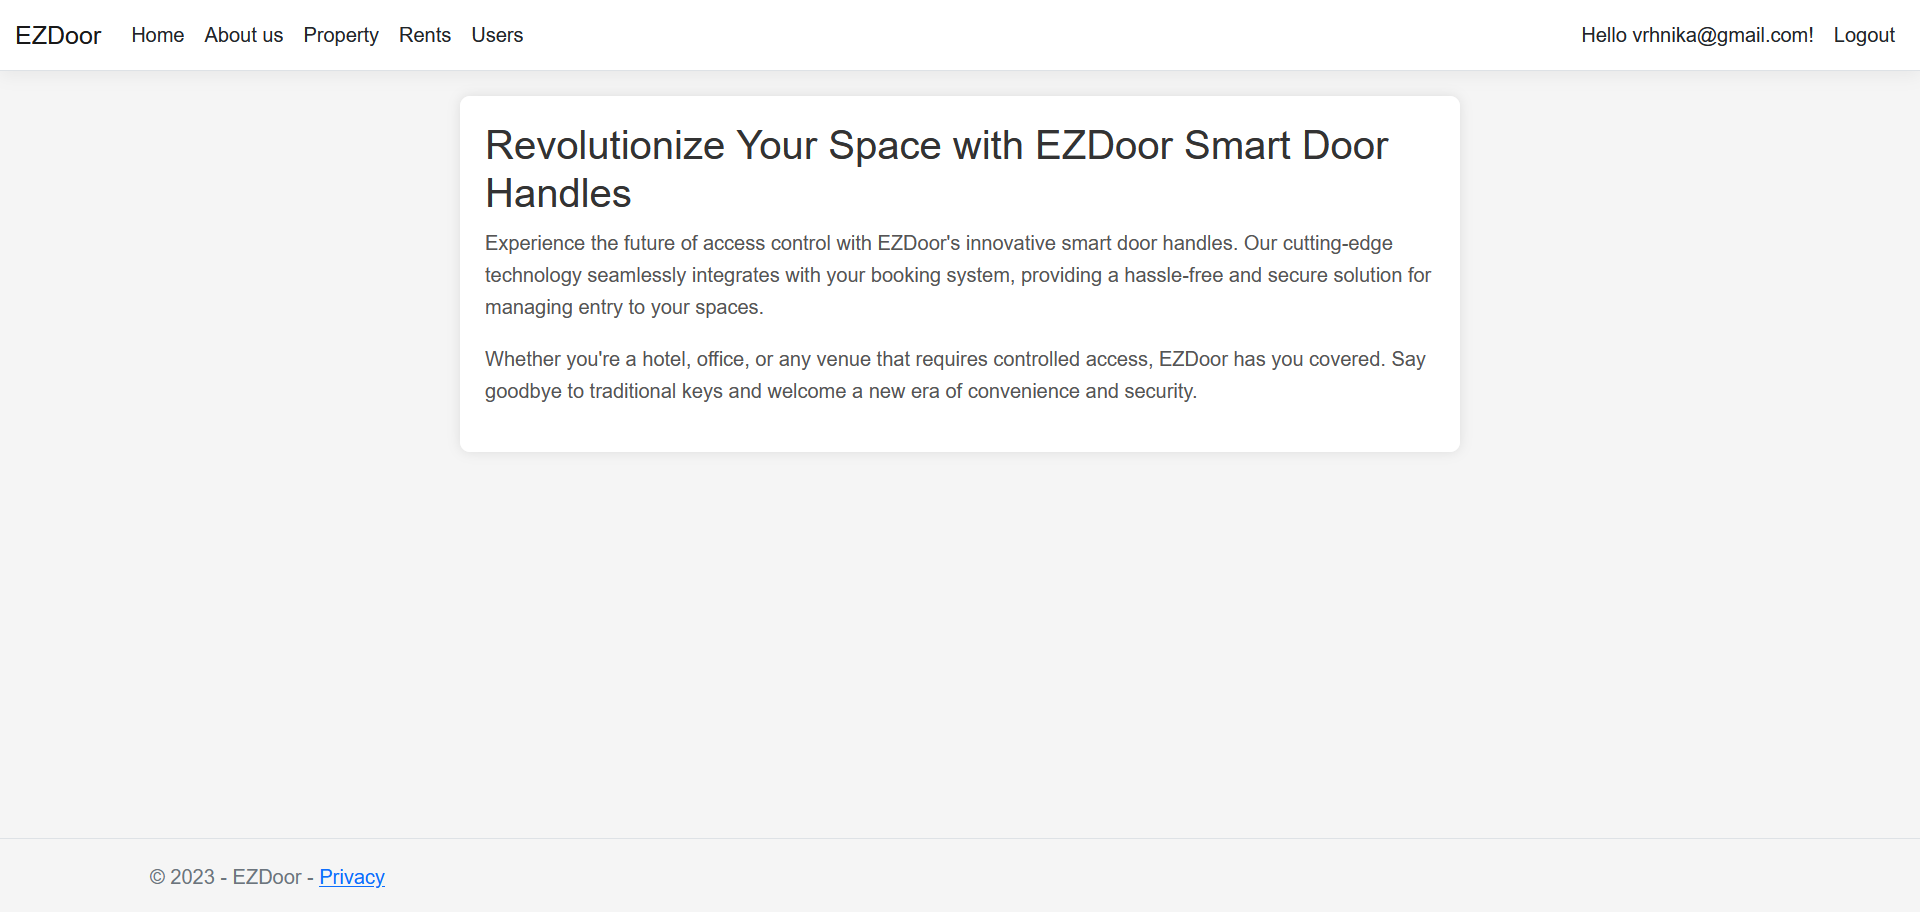 EZDoor Home About us Property Rents Users Hello vrhnika@gmail.com! Logout
Revolutionize Your Space with EZDoor Smart Door
Handles
Experience the future of access control with EZDoor's innovative smart door handles. Our cutting-edge
technology seamlessly integrates with your booking system, providing a hassle-free and secure solution for
managing entry to your spaces.
Whether you're a hotel, office, or any venue that requires controlled access, EZDoor has you covered. Say
goodbye to traditional keys and welcome a new era of convenience and security.
© 2023 - EZDoor - Privacy